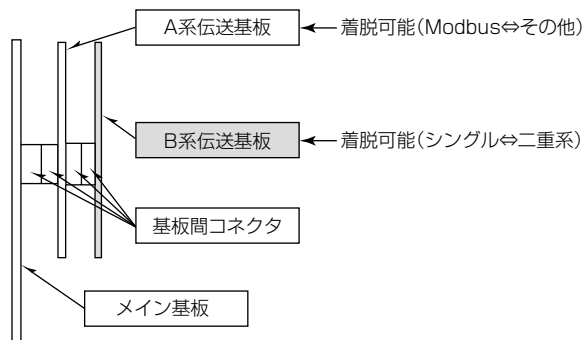 A系伝送基板
着脱可能(Modbus⇔その他)
B系伝送基板
着脱可能(シングル⇔二重系)
基板間コネクタ
メイン基板